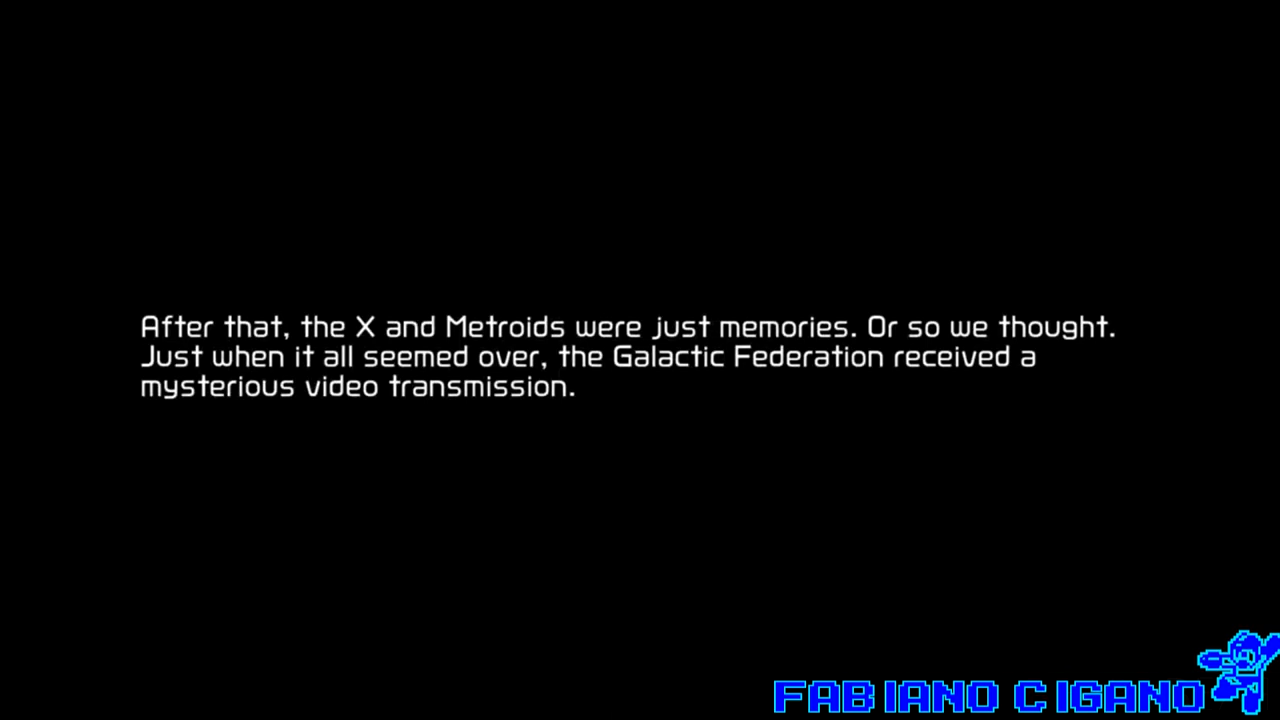 After that, the X and Metroids were just memories. Or so we thought.
Just when it all seemed over, the Galactic Federation received a
mysterious video transmission.
FABIANO CIGANO